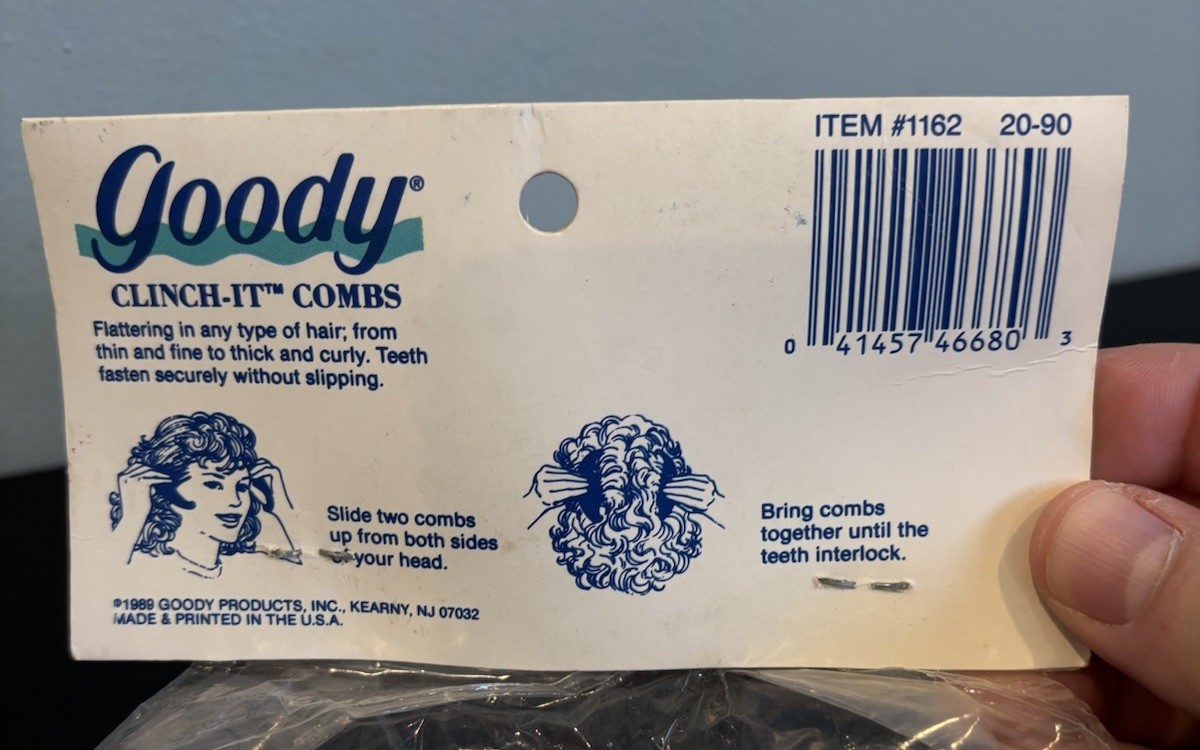 goody®
CLINCH-IT™ COMBS
Flattering in any type of hair; from
thin and fine to thick and curly. Teeth
fasten securely without slipping.
ITEM #1162 20-90
0 41457 46680 3
Slide two combs
up from both sides
of your head.
Bring combs
together until the
teeth interlock.
©1989 GOODY PRODUCTS, INC., KEARNY, NJ 07032
MADE & PRINTED IN THE U.S.A.